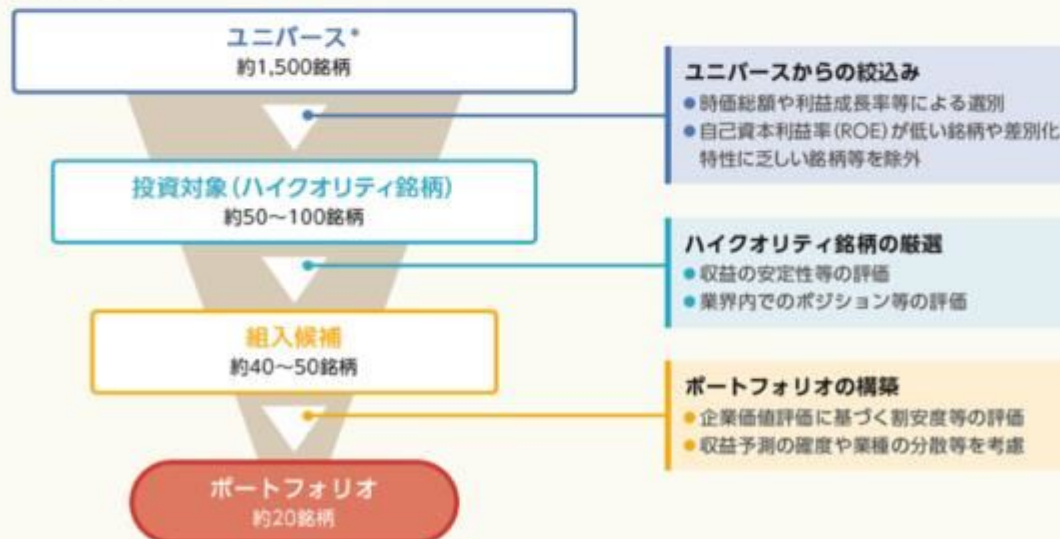 ユニバース*
約1,500銘柄
ユニバースからの絞込み
●時価総額や利益成長率等による選別
●自己資本利益率(ROE)が低い銘柄や差別化
特性に乏しい銘柄等を除外
投資対象(ハイクオリティ銘柄)
約50〜100銘柄
ハイクオリティ銘柄の厳選
●収益の安定性等の評価
●業界内でのポジション等の評価
組入候補
約40〜50銘柄
ポートフォリオの構築
●企業価値評価に基づく割安度等の評価
●収益予測の確度や業種の分散等を考慮
ポートフォリオ
約20銘柄